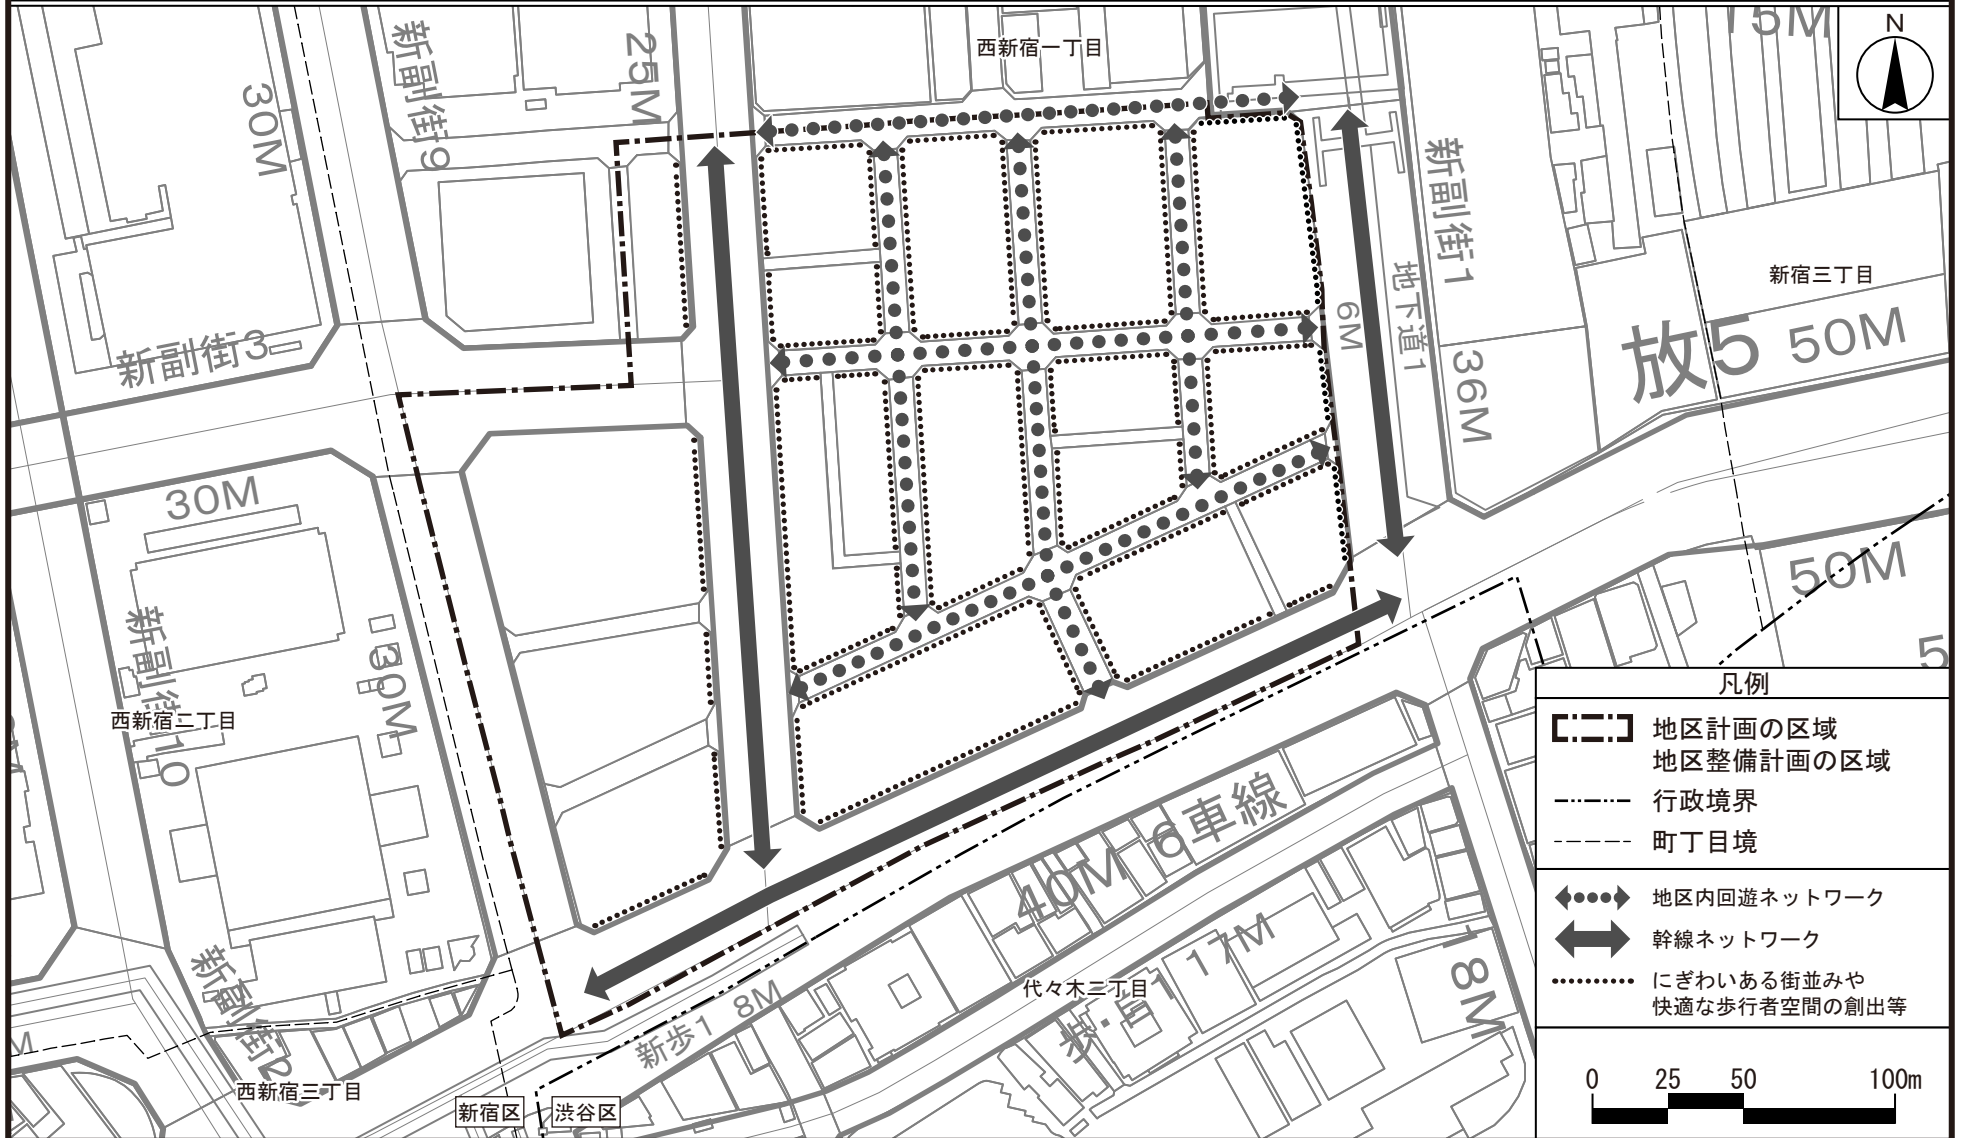 西新宿一丁目
15M
N
30M
新副街9
25M
新副街1
地下道1
6M
新宿三丁目
新副街3
36M
放5 50M
30M
50M
5
新副街10
30M
西新宿二丁目
新副街2
西新宿三丁目
新宿区
渋谷区
新歩1 8M
40M 6車線
代々木二丁目
歩・自1 17M
18M
M
凡例
地区計画の区域
地区整備計画の区域
行政境界
町丁目境
地区内回遊ネットワーク
幹線ネットワーク
にぎわいある街並みや
快適な歩行者空間の創出等
0 25 50 100m